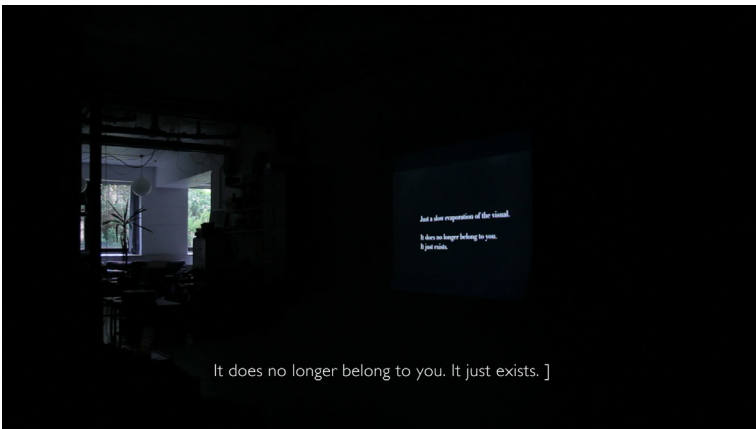 Just a slow evaporation of the visual.
It does no longer belong to you.
It just exists.
It does no longer belong to you. It just exists. ]